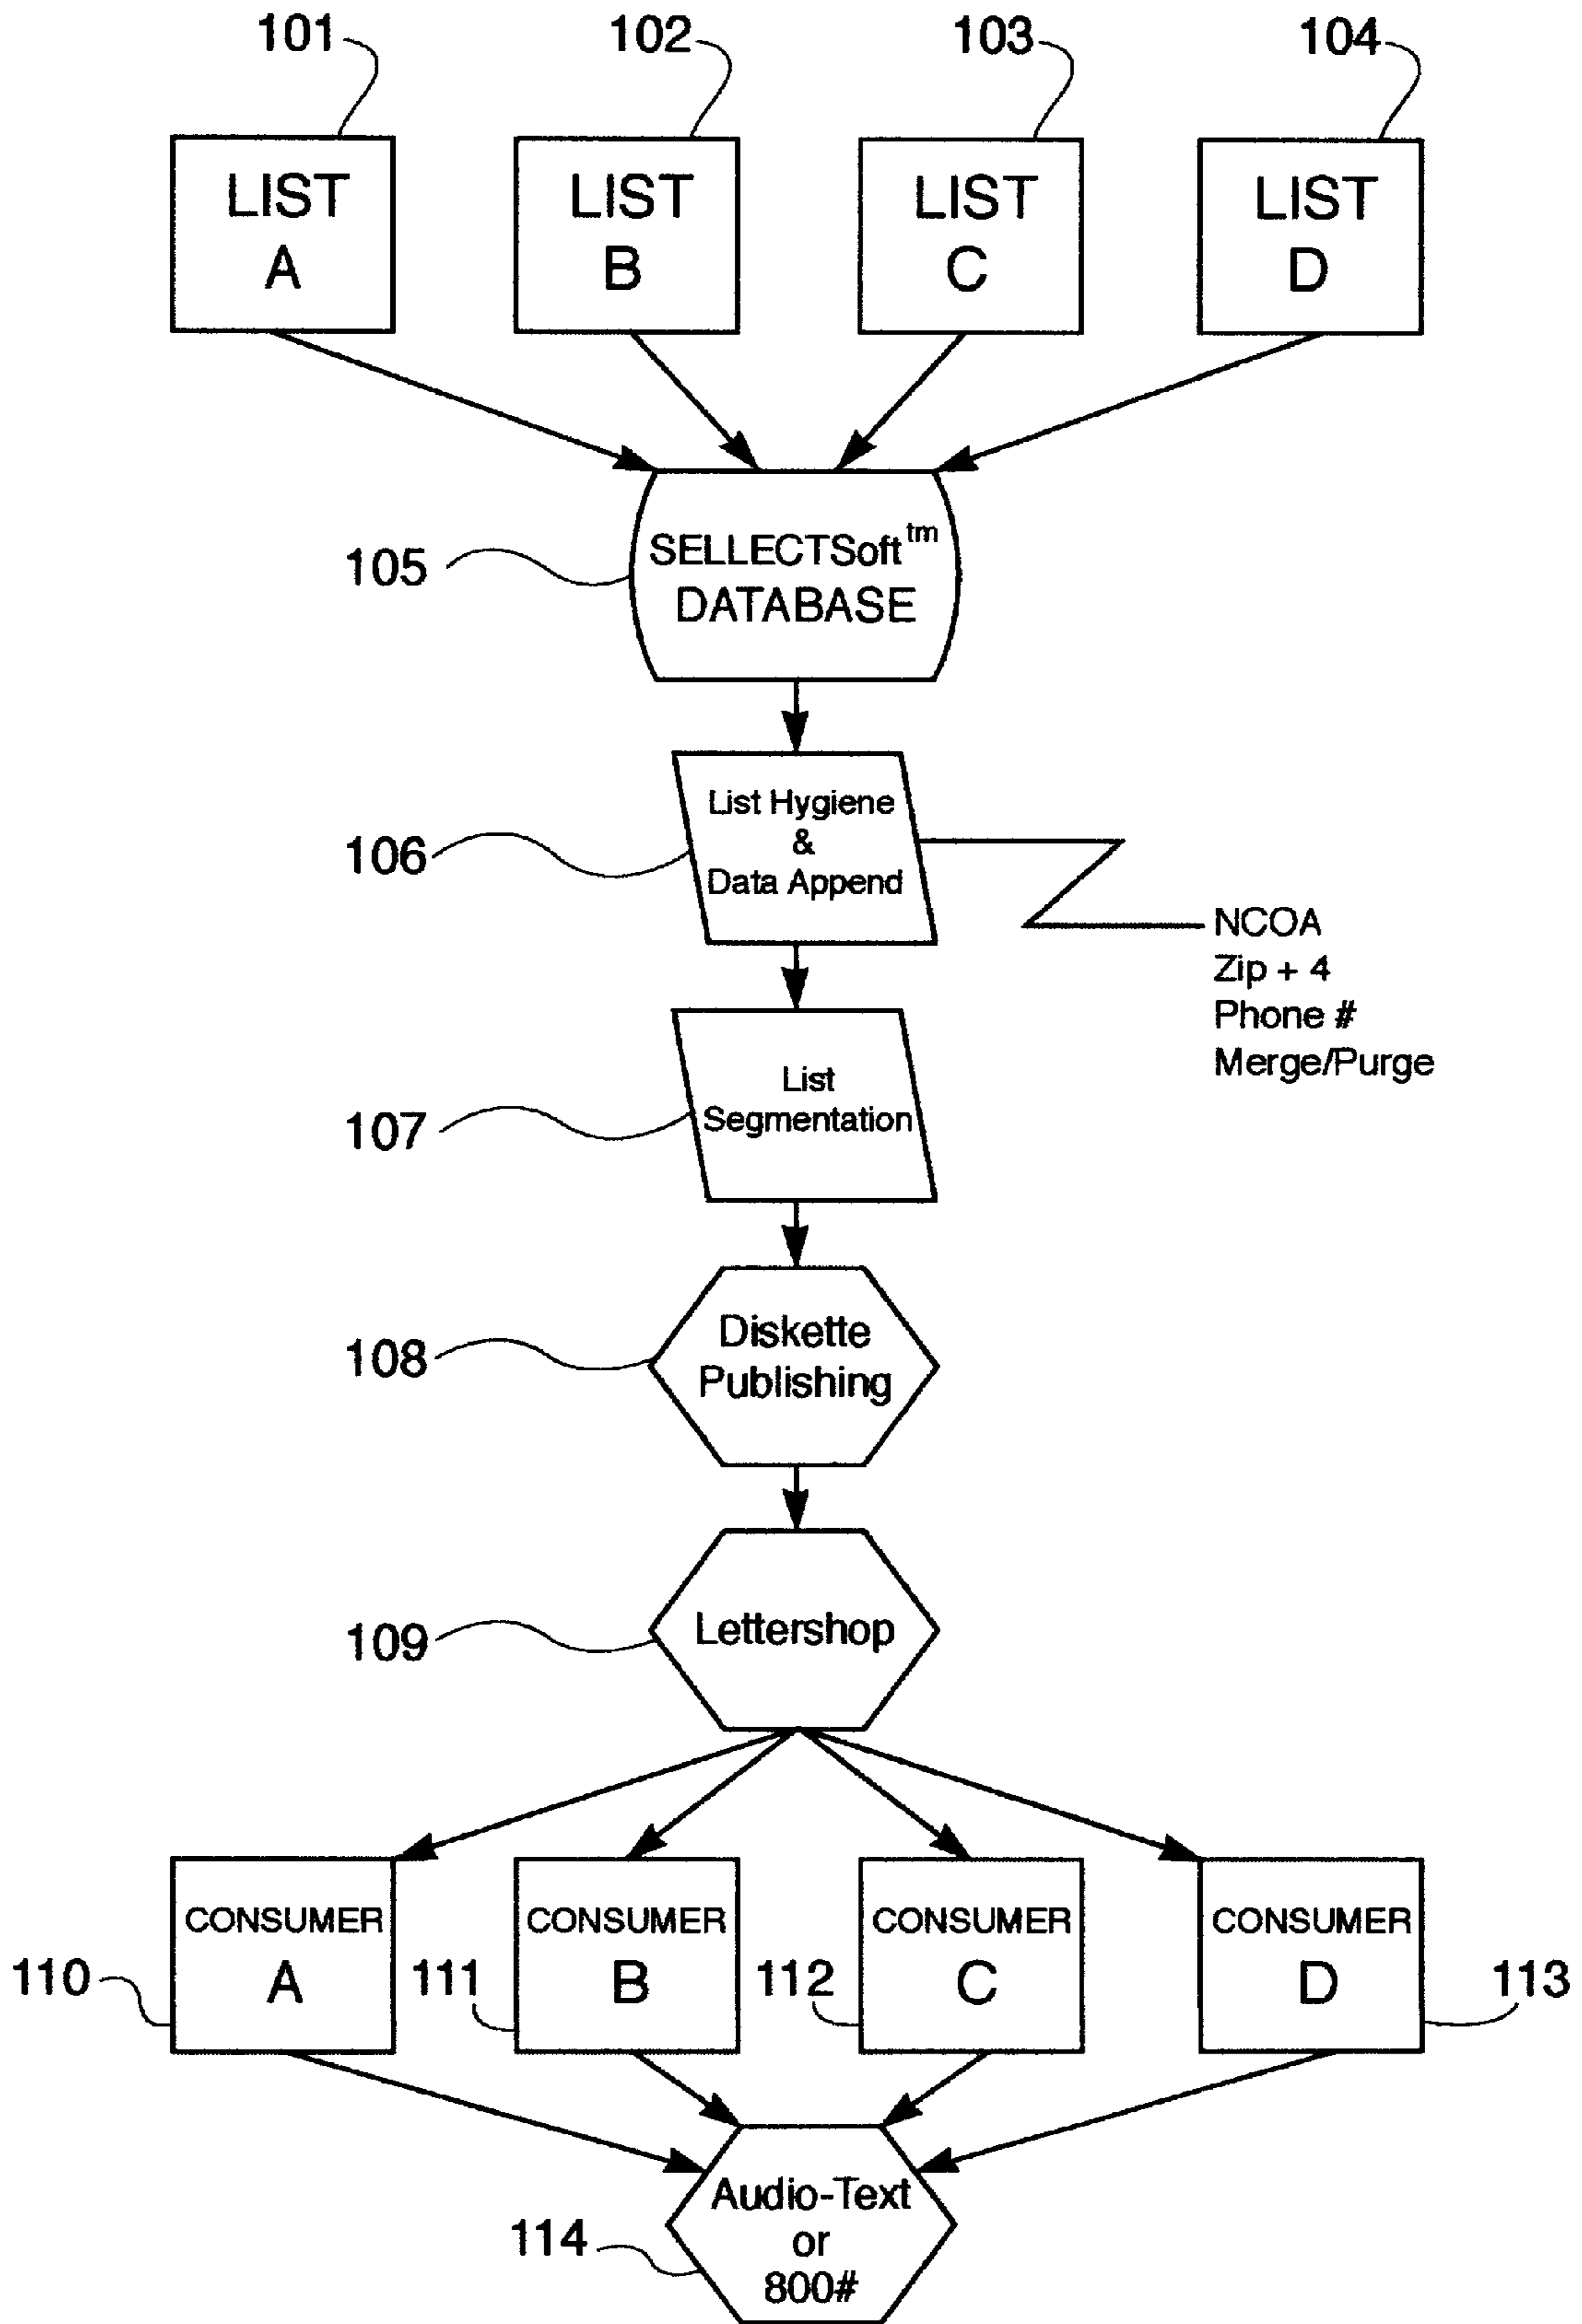 101 102 103 104
LIST LIST LIST LIST
A B C D
SELLECTSoft™
105
DATABASE
List Hygiene
&
106
Data Append
NCOA
Zip + 4
Phone #
Merge/Purge
List
107
Segmentation
Diskette
108
Publishing
109
Lettershop
CONSUMER CONSUMER CONSUMER CONSUMER
110 A 111 B 112 C D 113
Audio-Text
114
or
800#